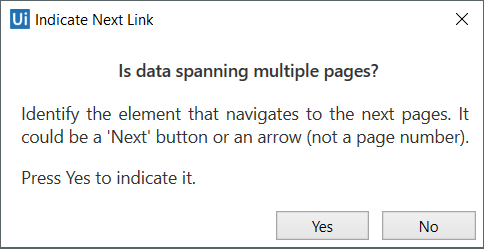 Ui Indicate Next Link
Is data spanning multiple pages?
Identify the element that navigates to the next pages. It
could be a 'Next' button or an arrow (not a page number).
Press Yes to indicate it.
Yes No